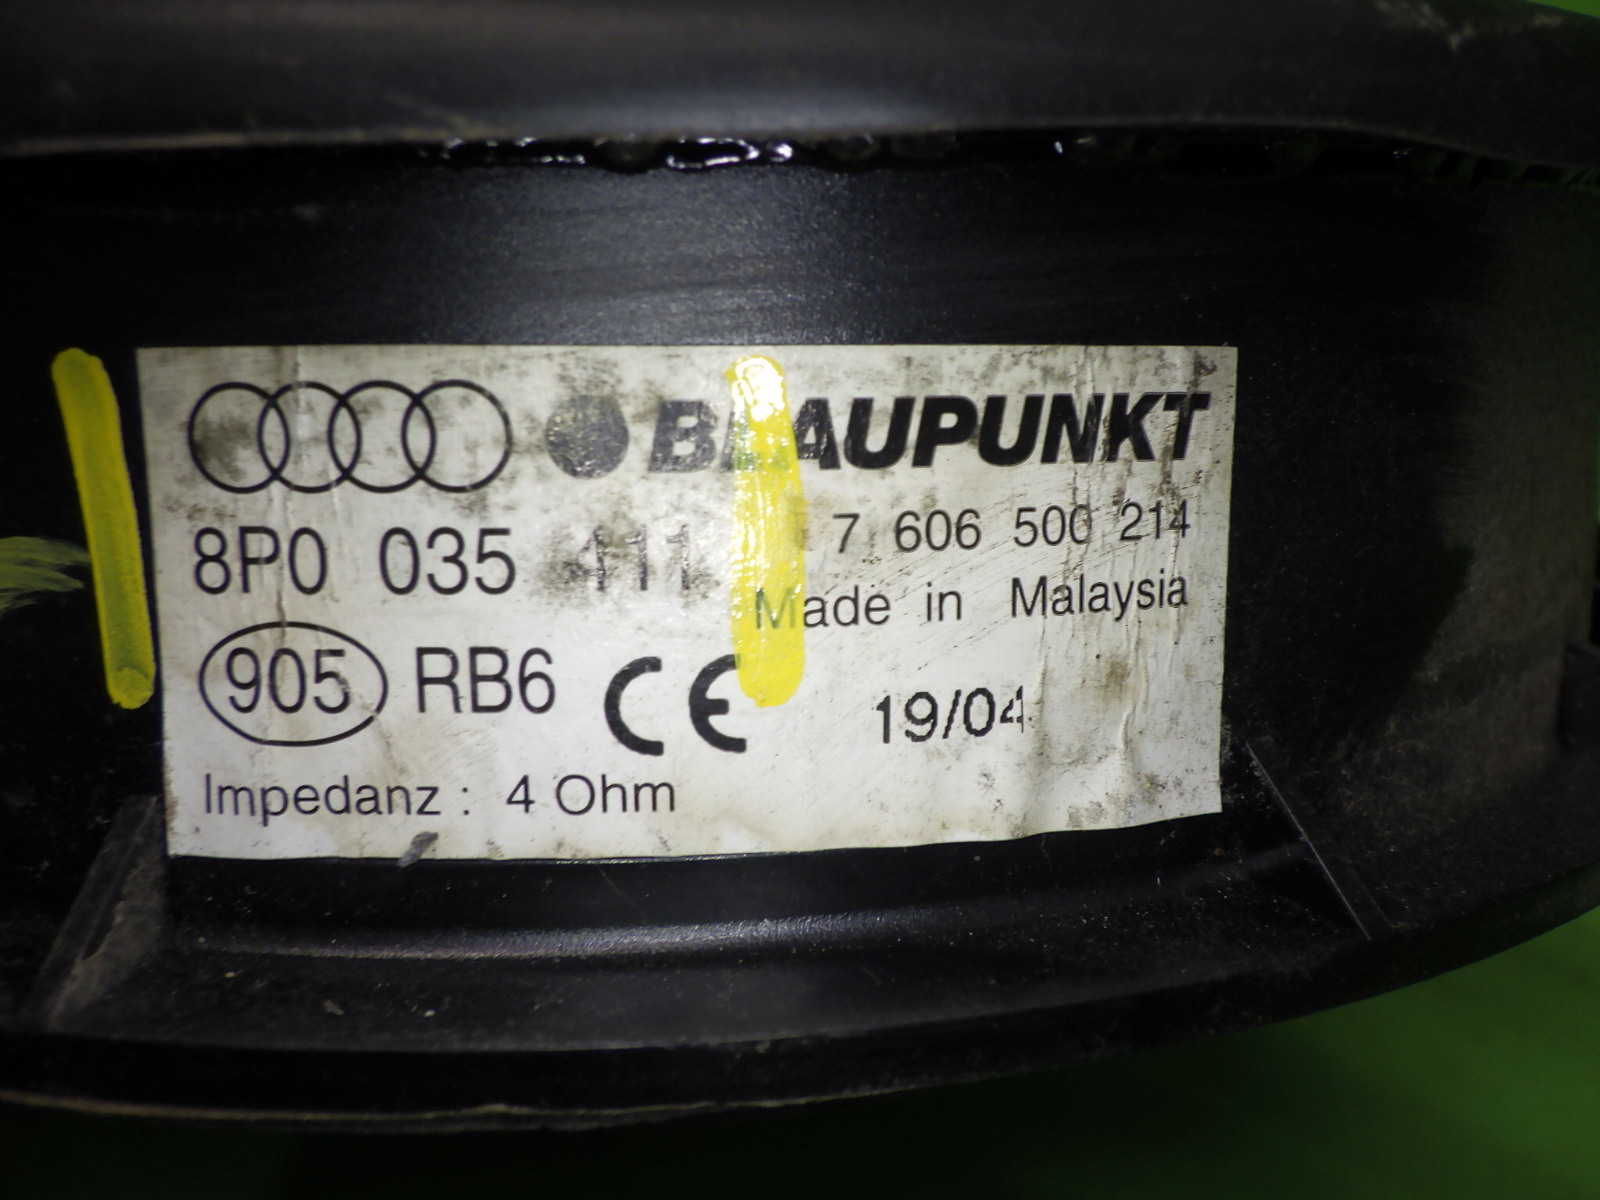 BLAUPUNKT
8P0 035 411 7 606 500 214
Made in Malaysia
905 RB6 CE 19/04
Impedanz : 4 Ohm